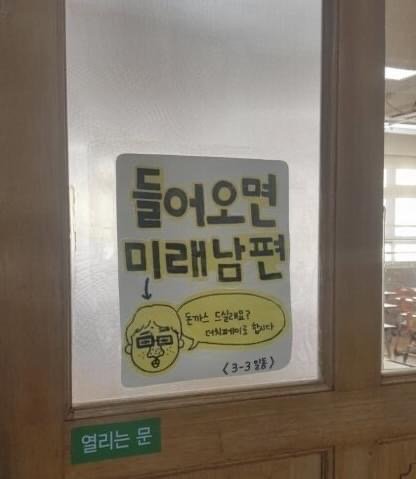 들어오면
미래남편
돈까스 드실래요?
더치페이로 합시다
<3-3 일동>
열리는 문